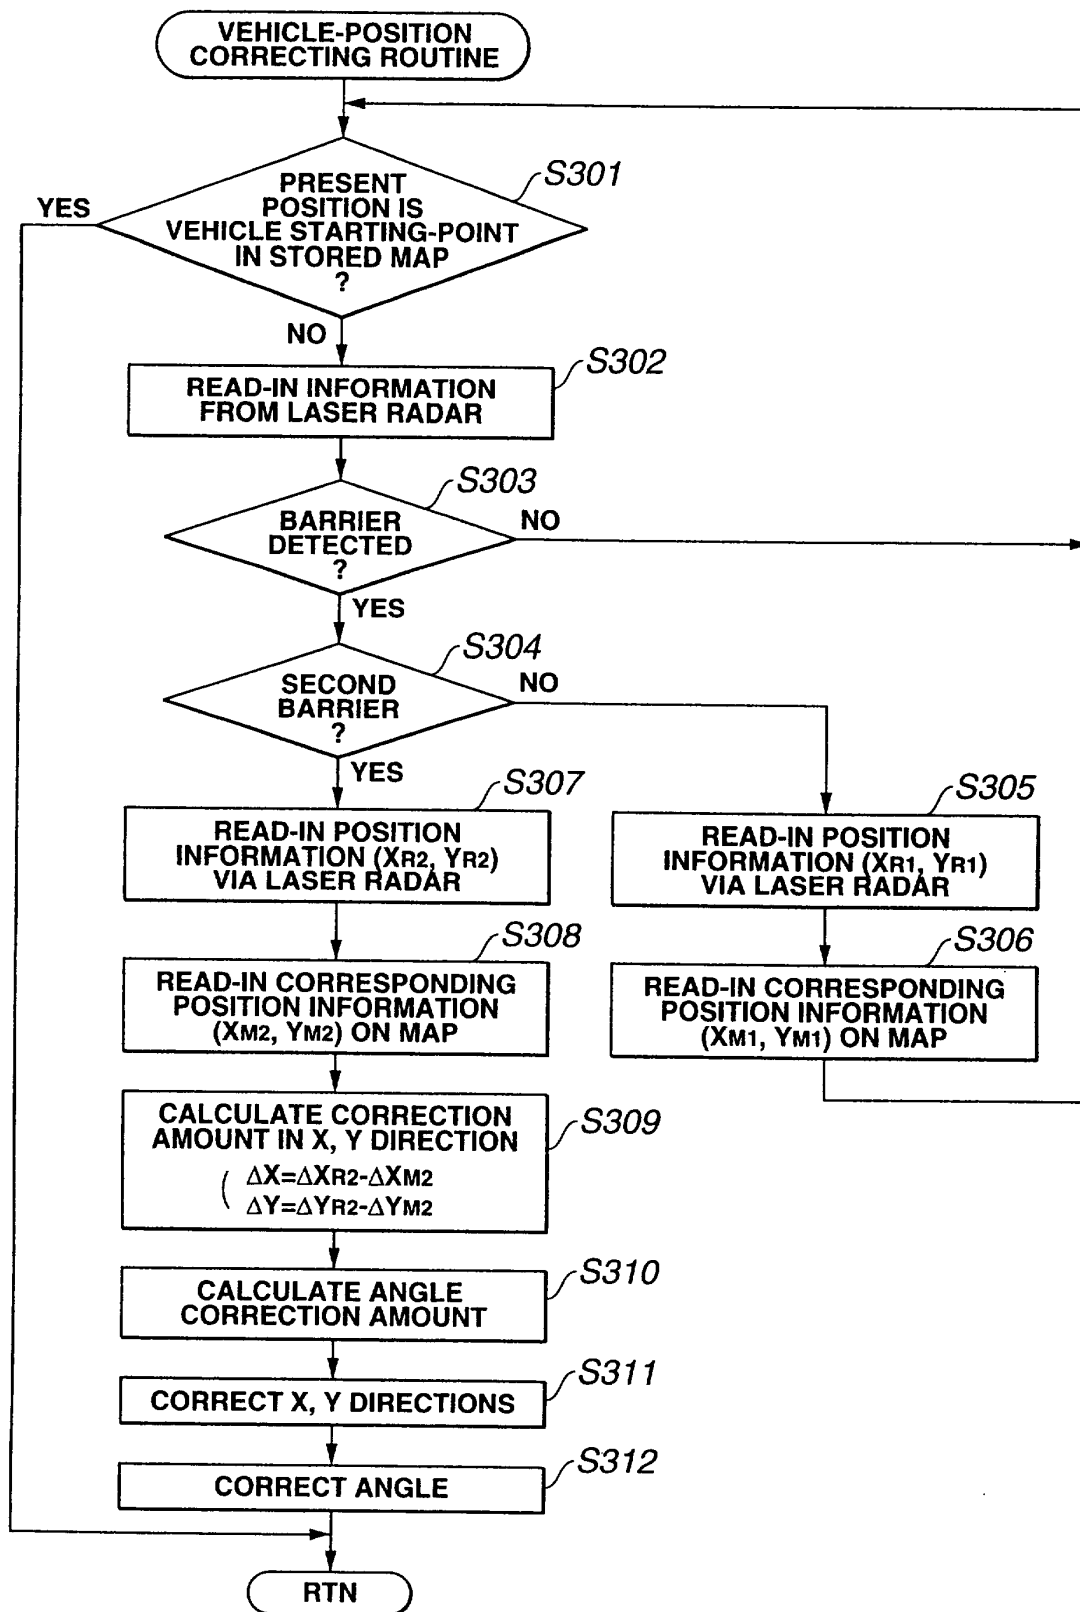 VEHICLE-POSITION
CORRECTING ROUTINE
S301
YES
PRESENT
POSITION IS
VEHICLE STARTING-POINT
IN STORED MAP
?
NO
S302
READ-IN INFORMATION
FROM LASER RADAR
S303
BARRIER
DETECTED
?
NO
YES
S304
SECOND
BARRIER
?
NO
YES
S307
READ-IN POSITION
INFORMATION (XR2, YR2)
VIA LASER RADAR
S305
READ-IN POSITION
INFORMATION (XR1, YR1)
VIA LASER RADAR
S308
READ-IN CORRESPONDING
POSITION INFORMATION
(XM2, YM2) ON MAP
S306
READ-IN CORRESPONDING
POSITION INFORMATION
(XM1, YM1) ON MAP
S309
CALCULATE CORRECTION
AMOUNT IN X, Y DIRECTION
( ΔX=ΔXR2-ΔXM2
ΔY=ΔYR2-ΔYM2
S310
CALCULATE ANGLE
CORRECTION AMOUNT
S311
CORRECT X, Y DIRECTIONS
S312
CORRECT ANGLE
RTN